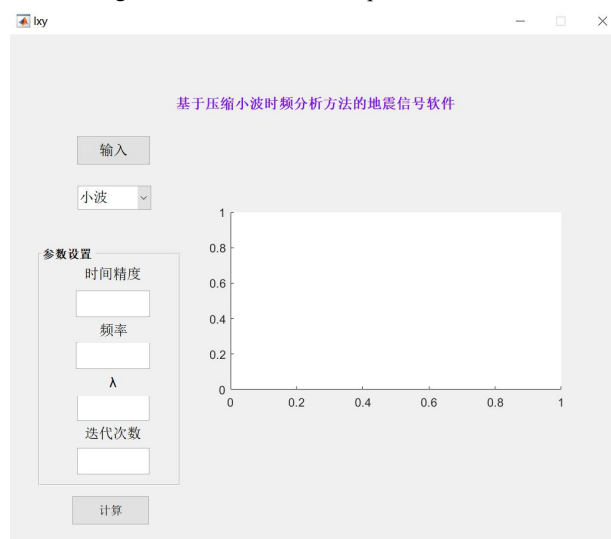 lxy
基于压缩小波时频分析方法的地震信号软件
输入
小波
参数设置
时间精度
频率
λ
迭代次数
计算
1
0.8
0.6
0.4
0.2
0
0 0.2 0.4 0.6 0.8 1